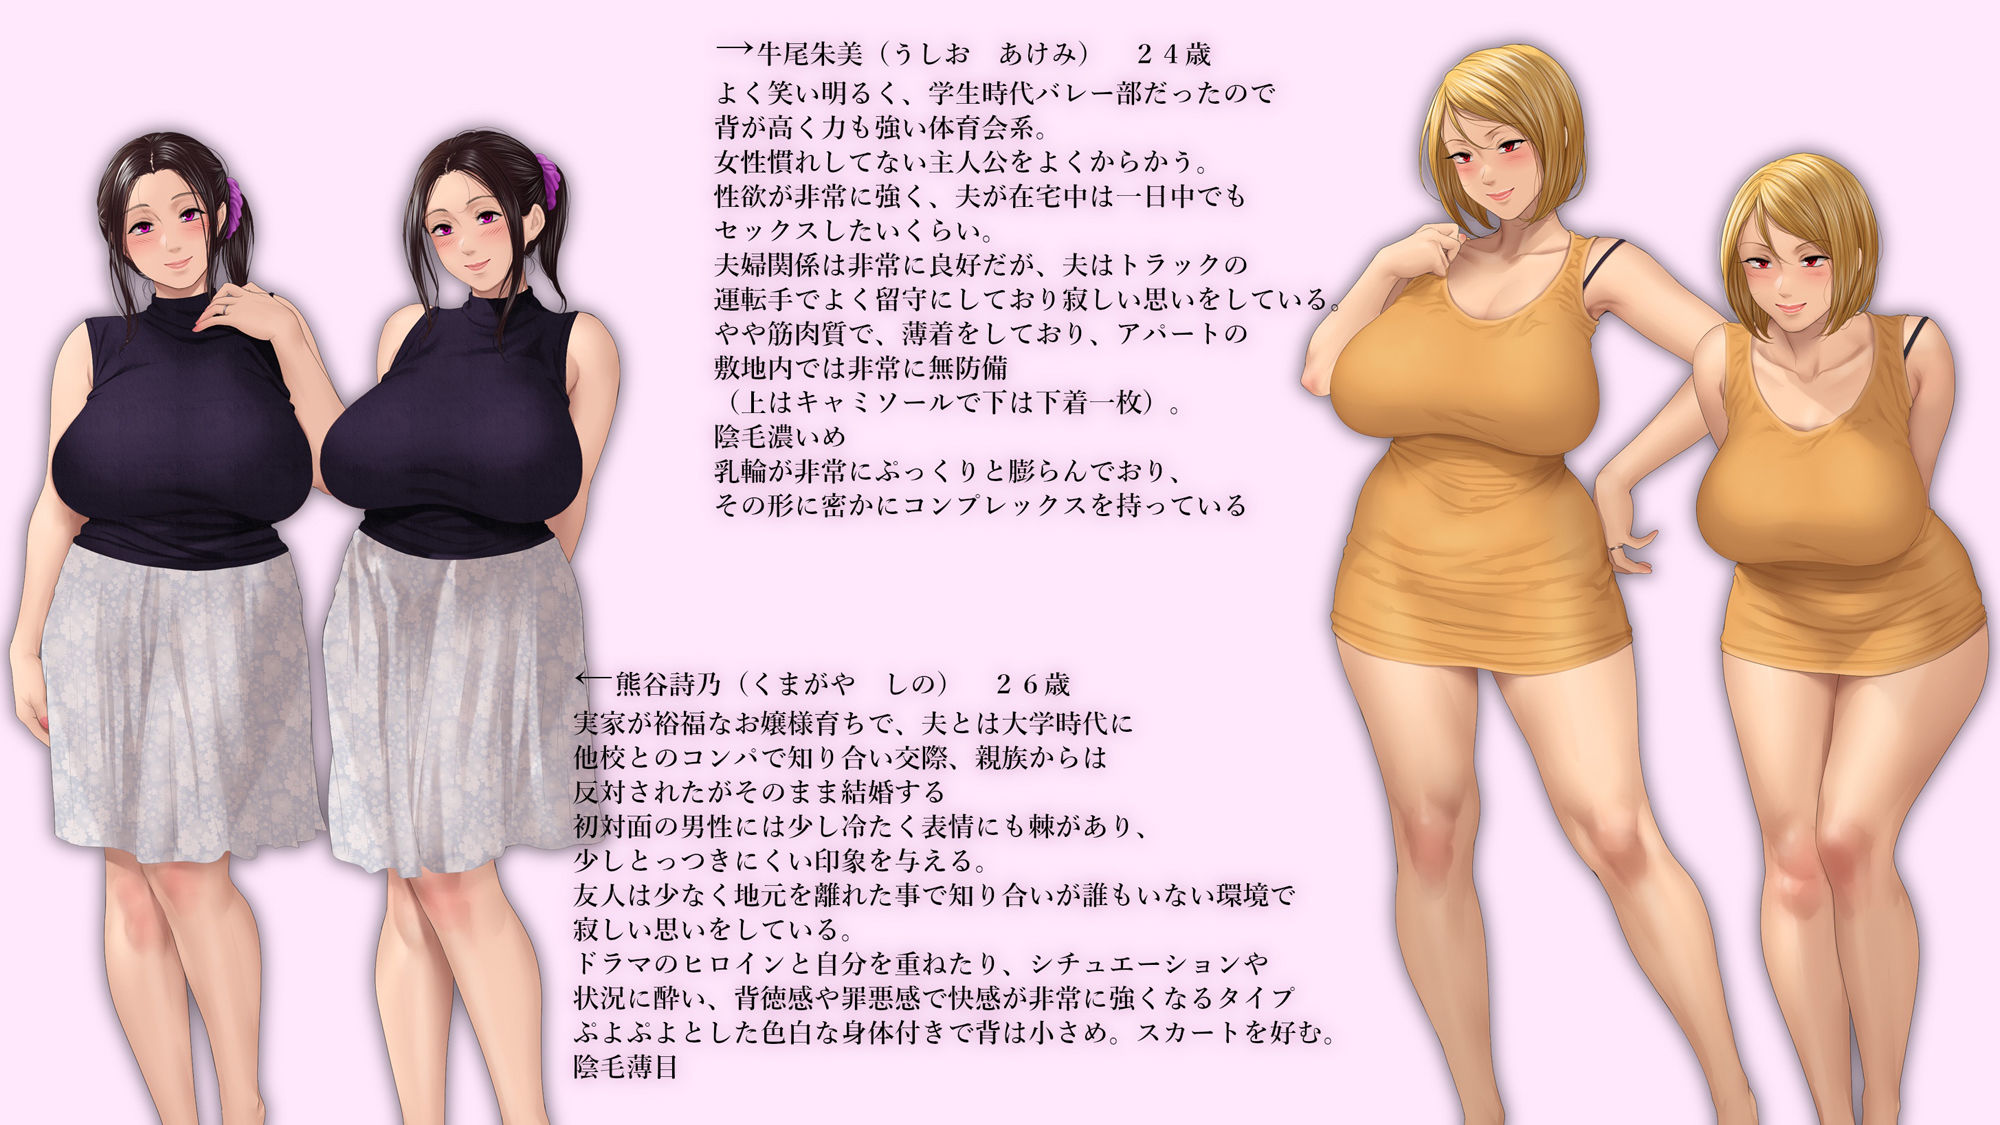 →牛尾朱美（うしお　あけみ）　２４歳
よく笑い明るく、学生時代バレー部だったので
背が高く力も強い体育会系。
女性慣れしてない主人公をよくからかう。
性欲が非常に強く、夫が在宅中は一日中でも
セックスしたいくらい。
夫婦関係は非常に良好だが、夫はトラックの
運転手でよく留守にしており寂しい思いをしている。
やや筋肉質で、薄着をしており、アパートの
敷地内では非常に無防備
（上はキャミソールで下は下着一枚）。
陰毛濃いめ
乳輪が非常にぷっくりと膨らんでおり、
その形に密かにコンプレックスを持っている
←熊谷詩乃（くまがや　しの）　２６歳
実家が裕福なお嬢様育ちで、夫とは大学時代に
他校とのコンパで知り合い交際、親族からは
反対されたがそのまま結婚する
初対面の男性には少し冷たく表情にも棘があり、
少しとっつきにくい印象を与える。
友人は少なく地元を離れた事で知り合いが誰もいない環境で
寂しい思いをしている。
ドラマのヒロインと自分を重ねたり、シチュエーションや
状況に酔い、背徳感や罪悪感で快感が非常に強くなるタイプ
ぷよぷよとした色白な身体付きで背は小さめ。スカートを好む。
陰毛薄目